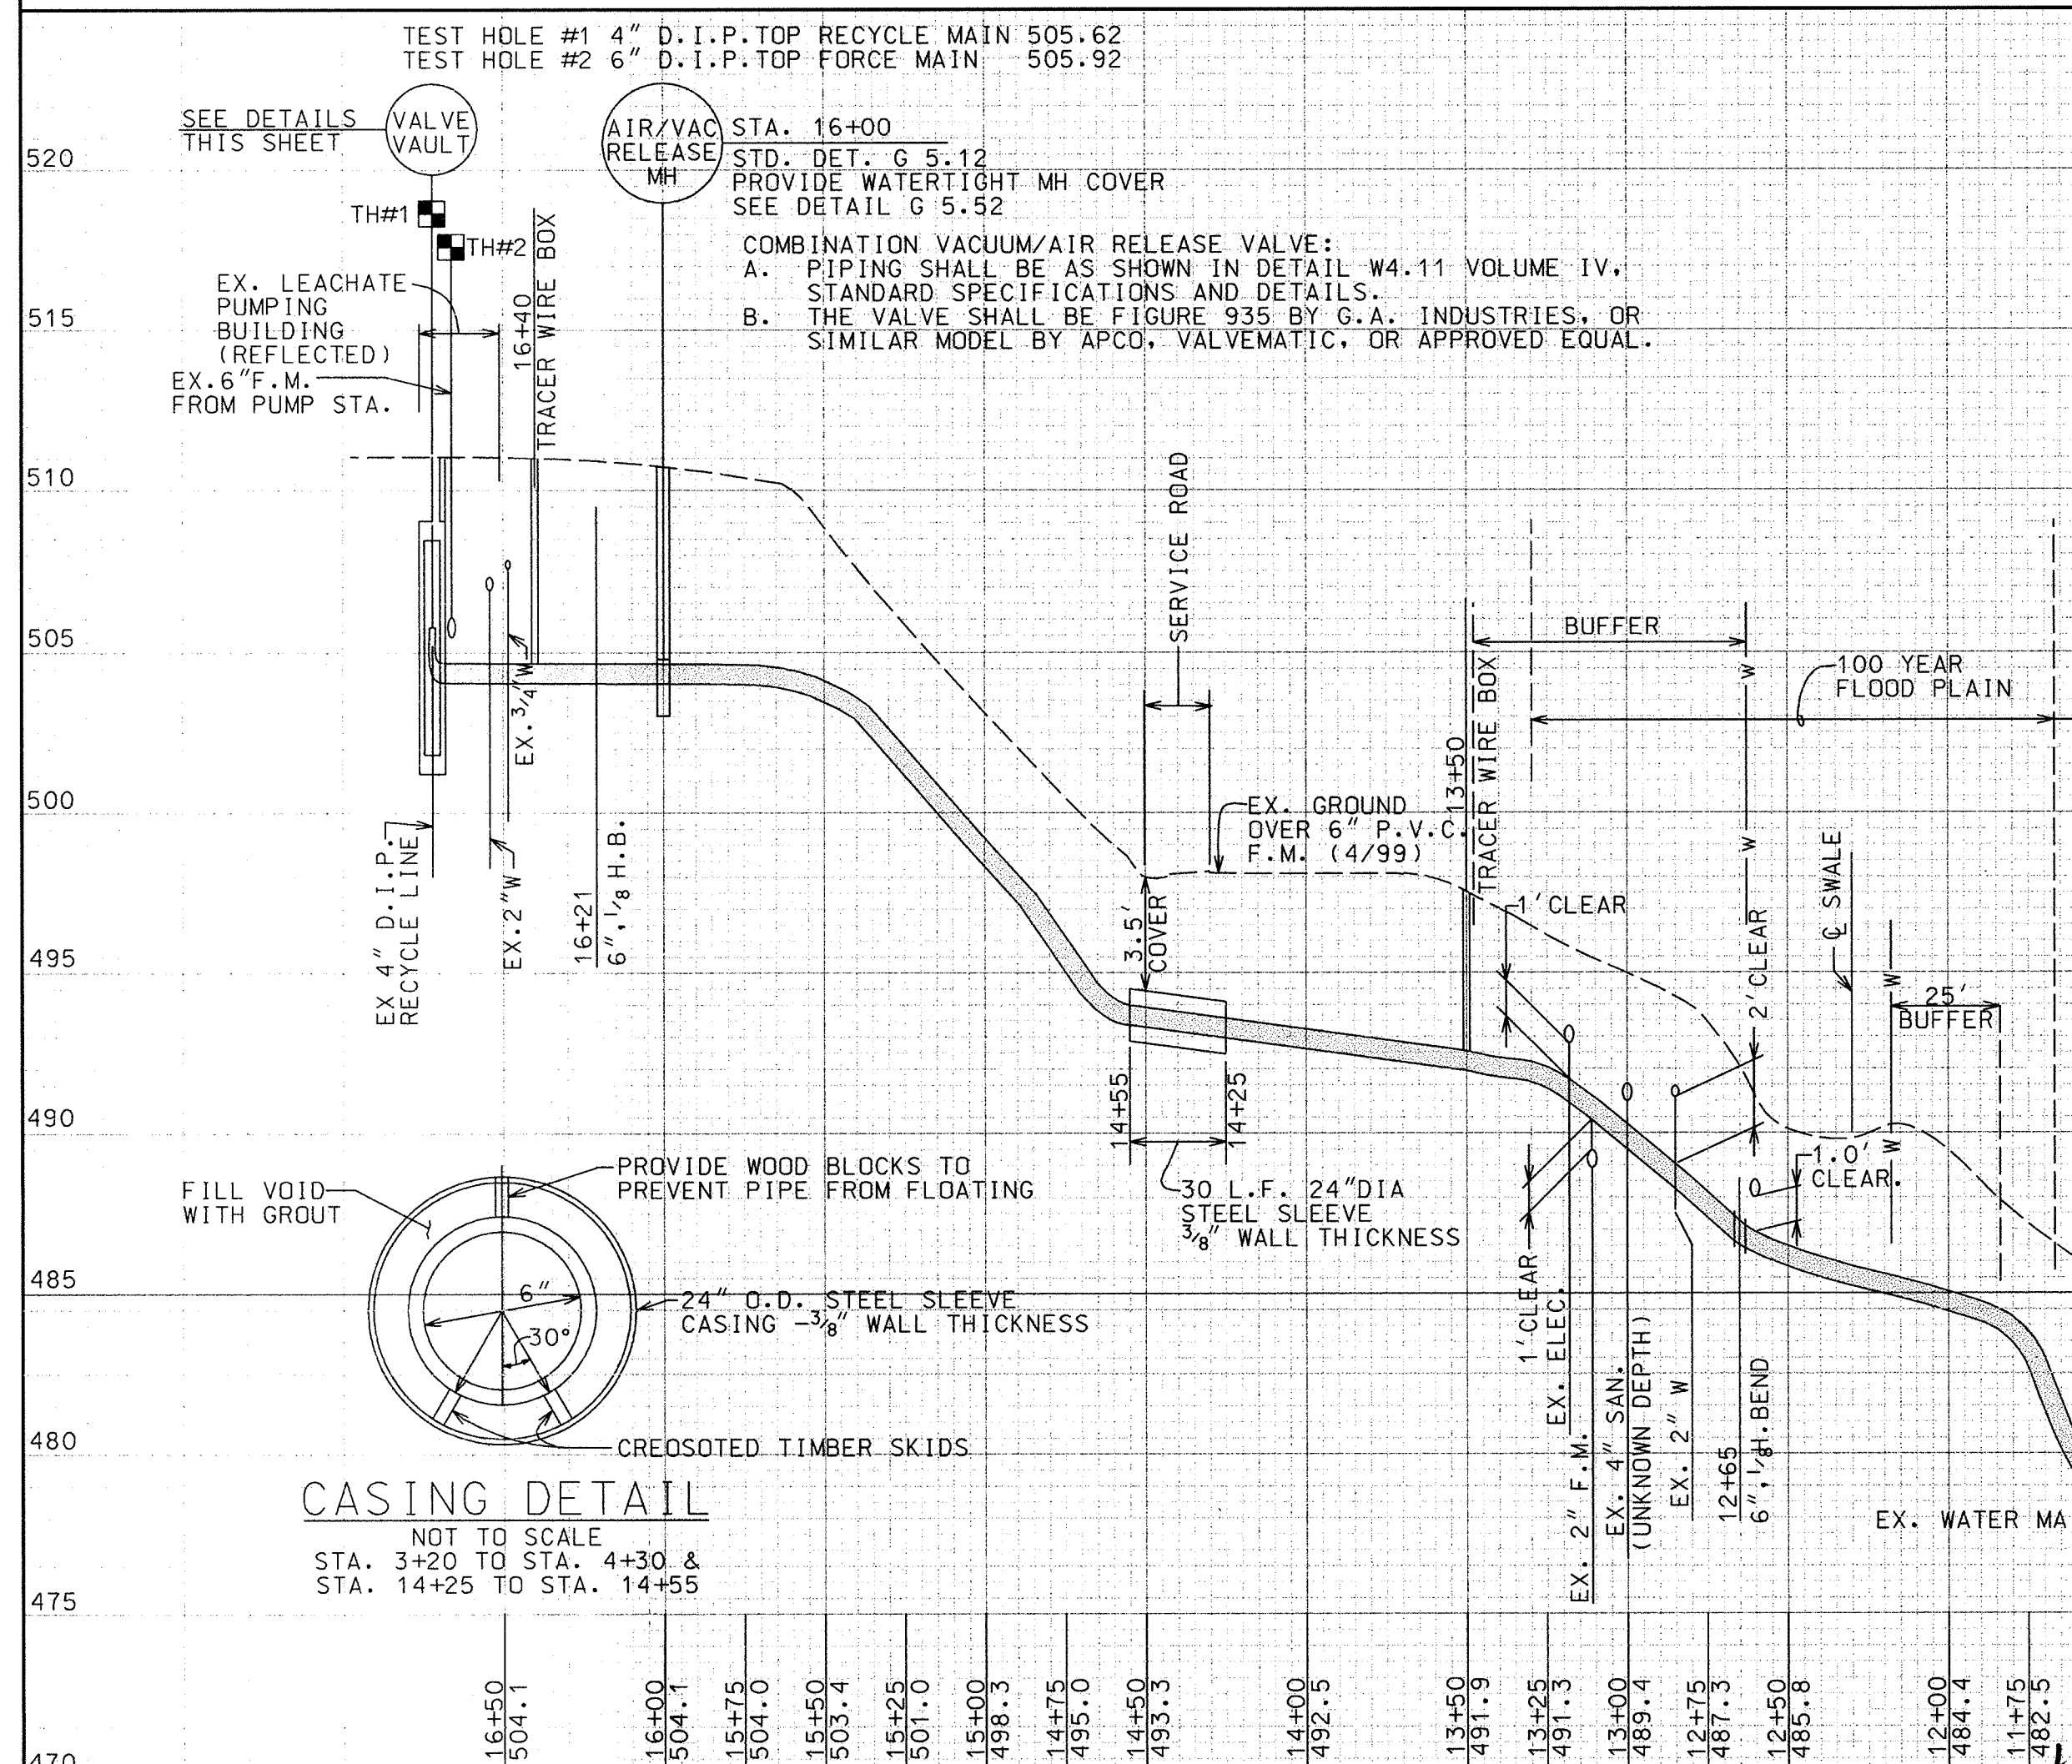 TEST HOLE #1 4" D.I.P. TOP RECYCLE MAIN 505.62
TEST HOLE #2 6" D.I.P. TOP FORCE MAIN 505.92
SEE DETAILS
THIS SHEET
VALVE
VAULT
AIR/VAC
RELEASE
MH
STA. 16+00
STD. DET. G 5.12
PROVIDE WATERTIGHT MH COVER
SEE DETAIL G 5.52
COMBINATION VACUUM/AIR RELEASE VALVE:
A. PIPING SHALL BE AS SHOWN IN DETAIL W4.11 VOLUME IV,
STANDARD SPECIFICATIONS AND DETAILS.
B. THE VALVE SHALL BE FIGURE 935 BY G.A. INDUSTRIES, OR
SIMILAR MODEL BY APCO, VALVEMATIC, OR APPROVED EQUAL.
TH#1
TH#2
EX. LEACHATE
PUMPING
BUILDING
(REFLECTED)
EX.6"F.M.
FROM PUMP STA.
16+40
TRACER WIRE BOX
520
515
510
505
500
495
490
485
480
475
470
EX. 3/4"W
EX 4" D.I.P.
RECYCLE LINE
EX.2"W
16+21
6", 1/8 H.B.
SERVICE ROAD
3.5'
COVER
EX. GROUND
OVER 6" P.V.C.
F.M. (4/99)
13+50
TRACER WIRE BOX
BUFFER
100 YEAR
FLOOD PLAIN
W
W
1' CLEAR
2' CLEAR
℄ SWALE
W
W
25'
BUFFER
1.0'
CLEAR.
14+55
14+25
30 L.F. 24"DIA
STEEL SLEEVE
3/8" WALL THICKNESS
1' CLEAR
EX. ELEC.
EX. 2" F.M.
EX. 4" SAN.
(UNKNOWN DEPTH)
EX. 2" W
12+65
6", 1/8 H.BEND
EX. WATER MA
PROVIDE WOOD BLOCKS TO
PREVENT PIPE FROM FLOATING
FILL VOID
WITH GROUT
6"
30°
24" O.D. STEEL SLEEVE
CASING -3/8" WALL THICKNESS
CREOSOTED TIMBER SKIDS
CASING DETAIL
NOT TO SCALE
STA. 3+20 TO STA. 4+30 &
STA. 14+25 TO STA. 14+55
16+50
504.1
16+00
504.1
15+75
504.0
15+50
503.4
15+25
501.0
15+00
498.3
14+75
495.0
14+50
493.3
14+00
492.5
13+50
491.9
13+25
491.3
13+00
489.4
12+75
487.3
12+50
485.8
12+00
484.4
11+75
482.5